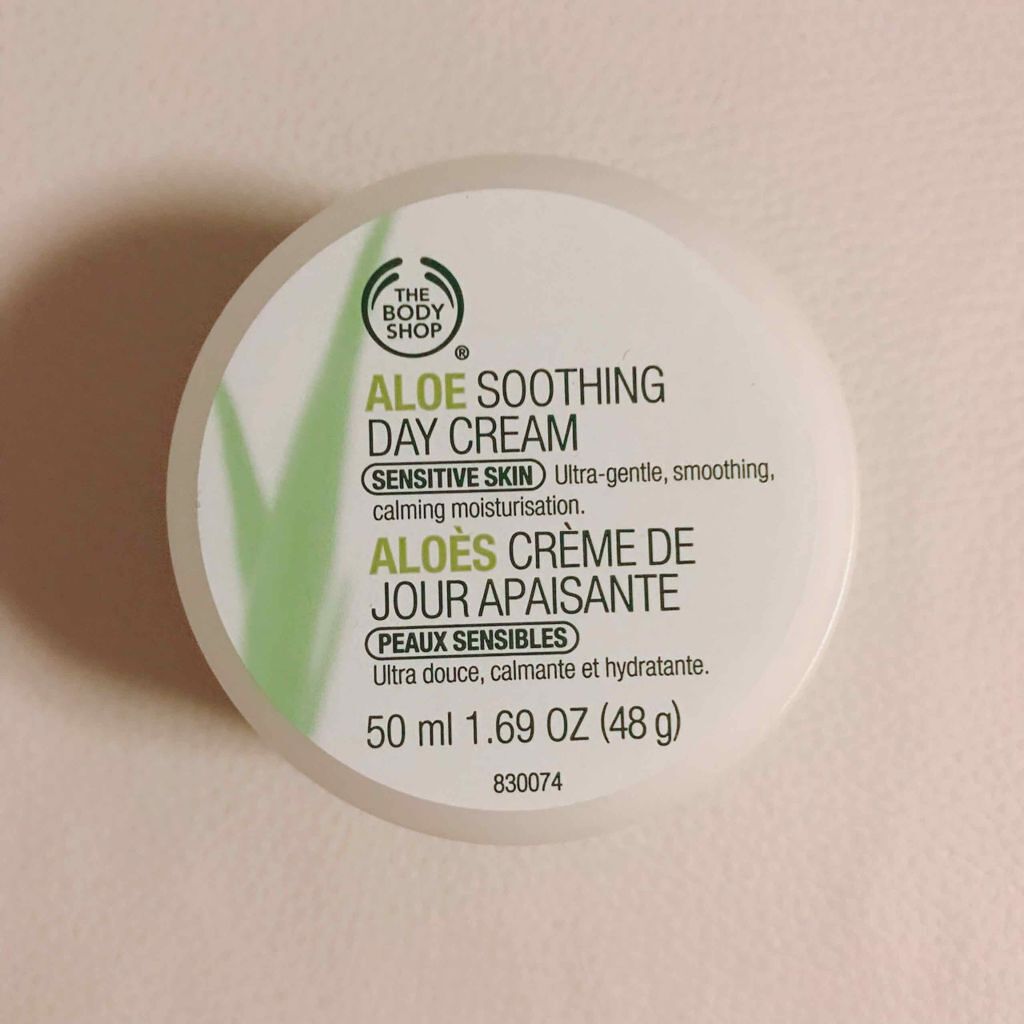 THE
BODY
SHOP
®
ALOE SOOTHING
DAY CREAM
SENSITIVE SKIN Ultra-gentle, smoothing,
calming moisturisation.
ALOÈS CRÈME DE
JOUR APAISANTE
PEAUX SENSIBLES
Ultra douce, calmante et hydratante.
50 ml 1.69 OZ (48 g)
830074